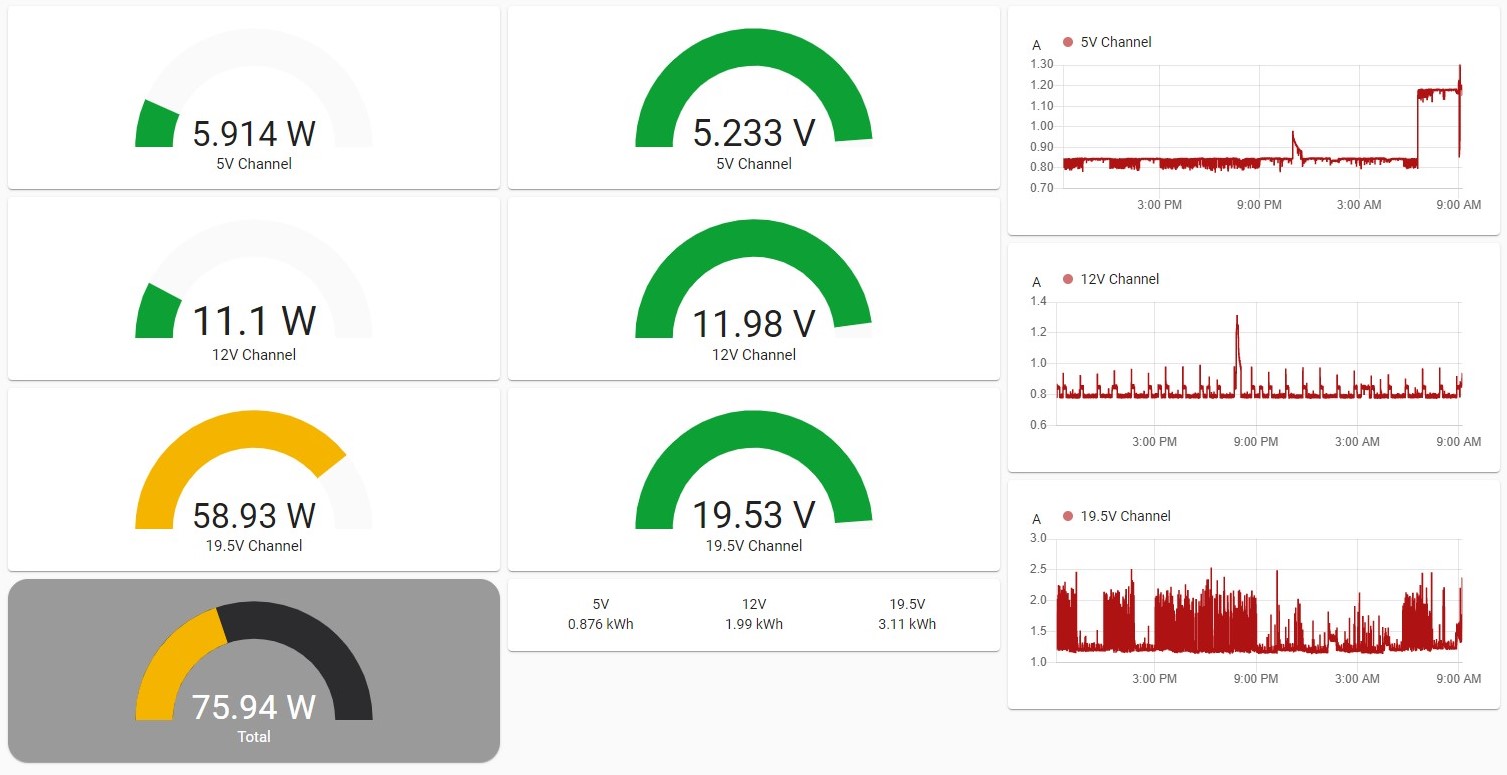 5.914 W
5V Channel
11.1 W
12V Channel
58.93 W
19.5V Channel
75.94 W
Total
5.233 V
5V Channel
11.98 V
12V Channel
19.53 V
19.5V Channel
5V 12V 19.5V
0.876 kWh 1.99 kWh 3.11 kWh
A 5V Channel
1.30
1.20
1.10
1.00
0.90
0.80
0.70
3:00 PM 9:00 PM 3:00 AM 9:00 AM
A 12V Channel
1.4
1.2
1.0
0.8
0.6
3:00 PM 9:00 PM 3:00 AM 9:00 AM
A 19.5V Channel
3.0
2.5
2.0
1.5
1.0
3:00 PM 9:00 PM 3:00 AM 9:00 AM